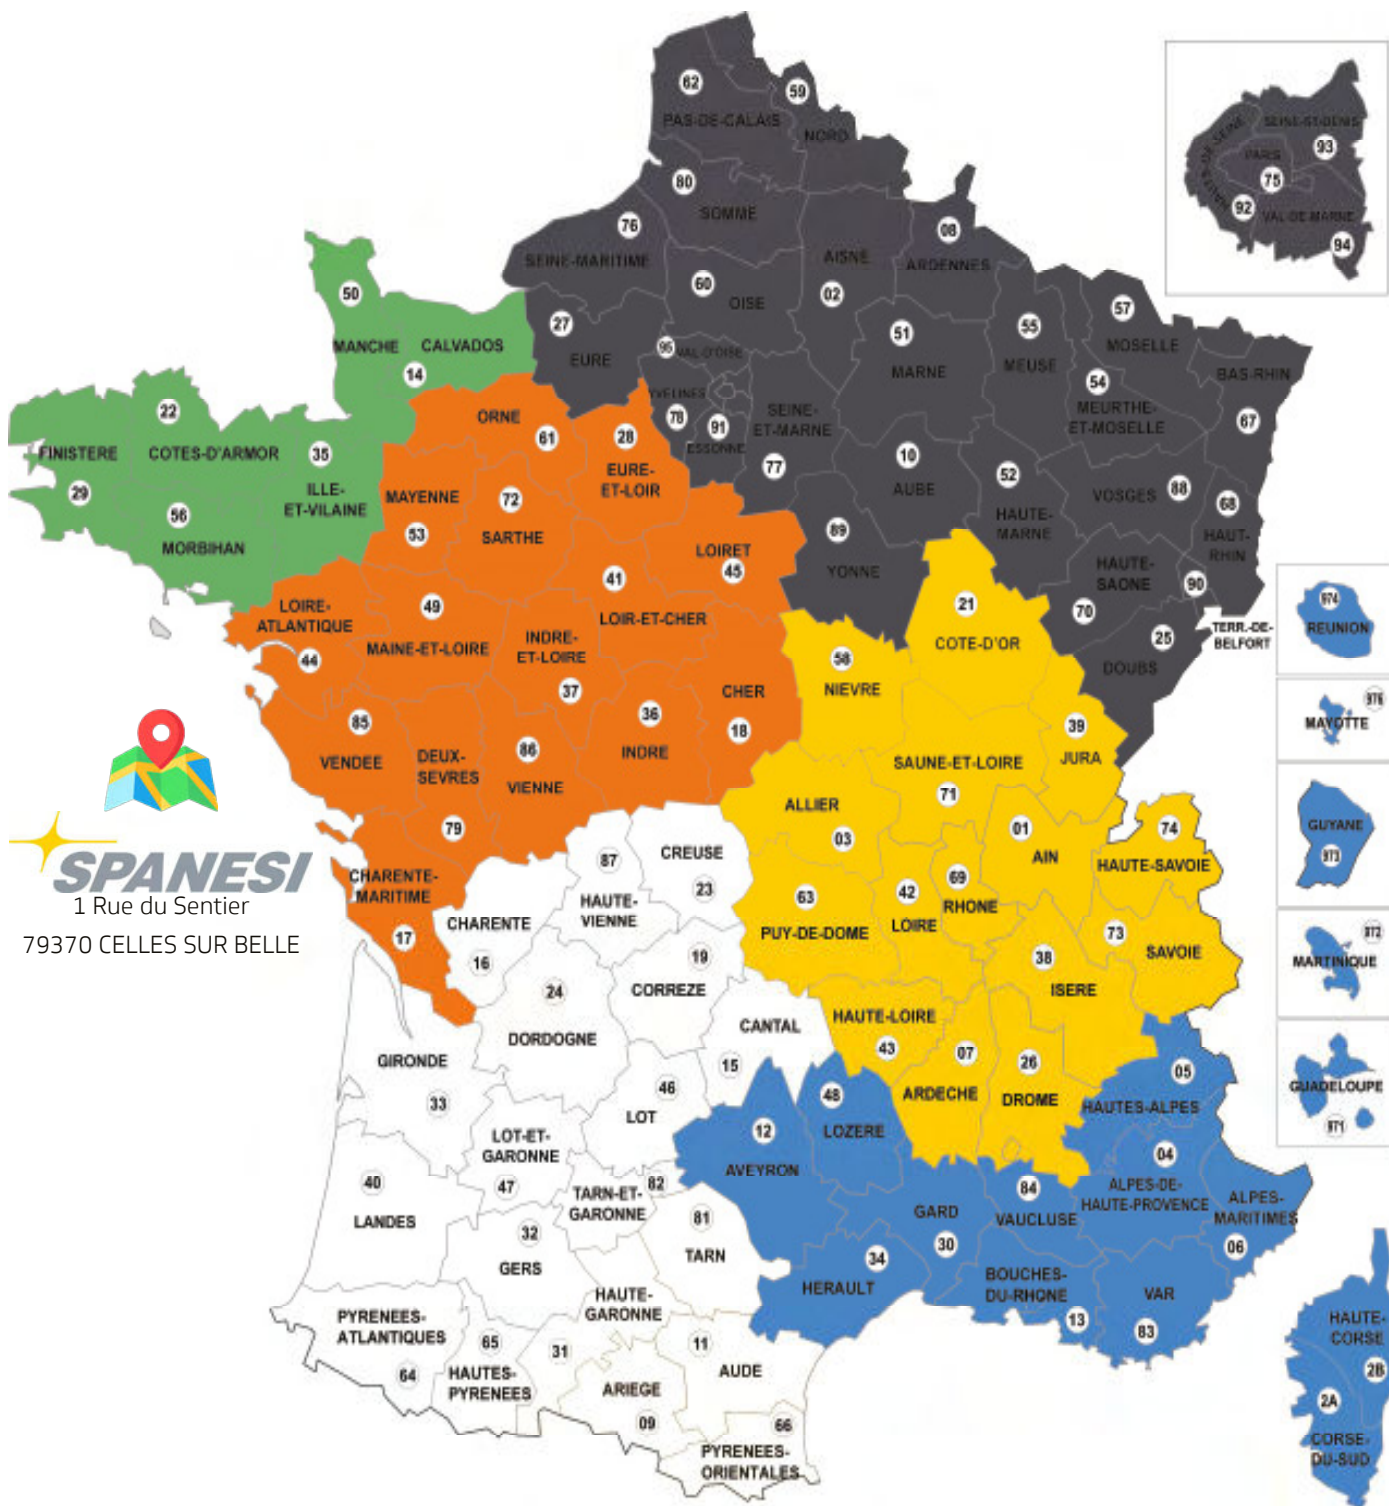 62
59
PAS-DE-CALAIS
NORD
80
SOMME
76
SEINE-MARITIME
08
AISNE
ARDENNES
60
OISE
02
27
EURE
95
VAL-D'OISE
51
MARNE
55
MEUSE
57
MOSELLE
54
MEURTHE-
ET-MOSELLE
BAS-RHIN
67
YVELINES
78
91
ESSONNE
SEINE-
ET-MARNE
77
10
AUBE
52
HAUTE-
MARNE
VOSGES
88
68
HAUT-
RHIN
89
YONNE
HAUTE-
SAONE
70
90
TERR.-DE-
BELFORT
25
DOUBS
SEINE-ST-DENIS
93
HAUTS-DE-SEINE
PARIS
75
92
VAL-DE-MARNE
94
50
MANCHE
CALVADOS
14
22
FINISTERE
COTES-D'ARMOR
35
29
56
ILLE-
ET-VILAINE
MORBIHAN
ORNE
61
28
EURE-
ET-LOIR
MAYENNE
53
72
SARTHE
LOIRET
45
41
LOIR-ET-CHER
LOIRE-
ATLANTIQUE
44
49
MAINE-ET-LOIRE
INDRE-
ET-LOIRE
37
CHER
18
36
INDRE
85
VENDEE
DEUX-
SÈVRES
79
86
VIENNE
CHARENTE-
MARITIME
17
21
COTE-D'OR
58
NIEVRE
39
JURA
SAUNE-ET-LOIRE
71
ALLIER
03
01
AIN
74
HAUTE-SAVOIE
63
PUY-DE-DOME
42
LOIRE
69
RHONE
73
SAVOIE
38
ISERE
HAUTE-LOIRE
43
07
ARDECHE
26
DROME
87
HAUTE-
VIENNE
CREUSE
23
CHARENTE
16
19
CORREZE
24
DORDOGNE
CANTAL
15
GIRONDE
33
46
LOT
LOT-ET-
GARONNE
47
40
LANDES
82
TARN-ET-
GARONNE
81
TARN
32
GERS
HAUTE-
GARONNE
31
PYRENEES-
ATLANTIQUES
64
65
HAUTES-
PYRENEES
ARIEGE
09
11
AUDE
66
PYRENEES-
ORIENTALES
05
HAUTES-ALPES
48
LOZERE
12
AVEYRON
04
ALPES-DE-
HAUTE-PROVENCE
84
VAUCLUSE
ALPES-
MARITIMES
06
GARD
30
34
HERAULT
BOUCHES-
DU-RHONE
13
VAR
83
HAUTE-
CORSE
2B
2A
CORSE-
DU-SUD
974
REUNION
976
MAYOTTE
GUYANE
973
972
MARTINIQUE
GUADELOUPE
971
SPANESI
1 Rue du Sentier
79370 CELLES SUR BELLE